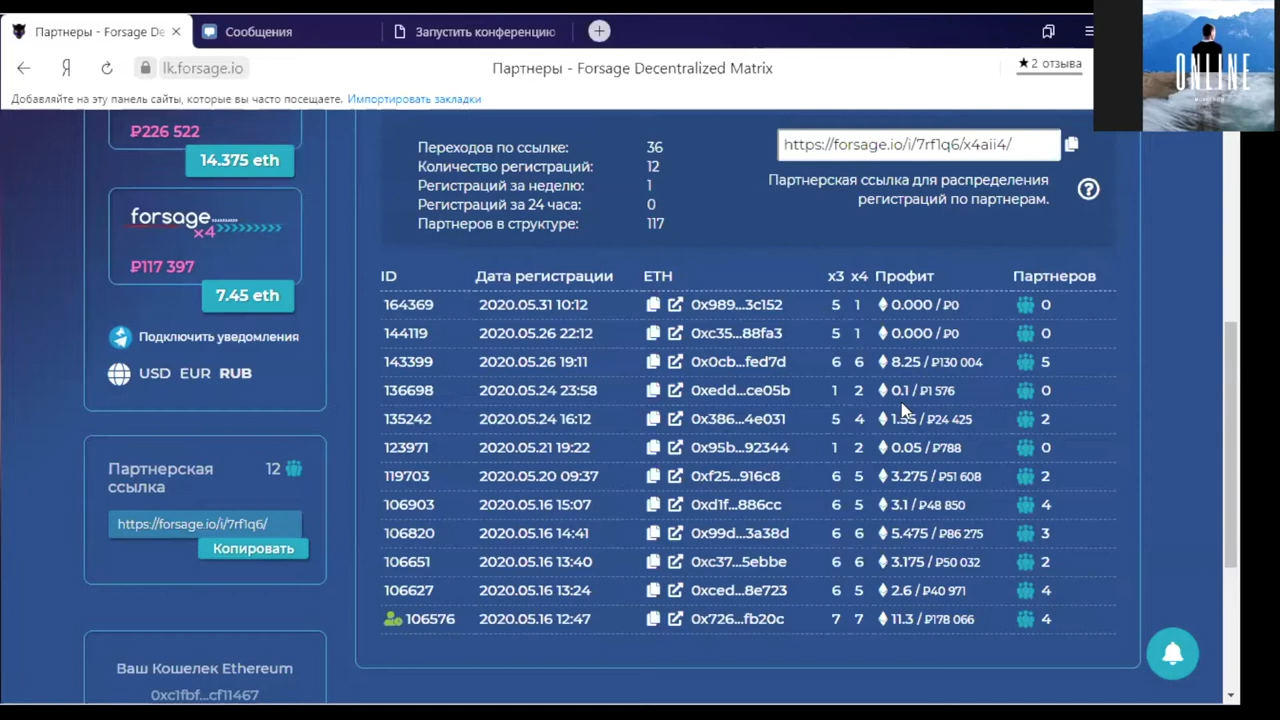 Партнеры - Forsage De
Сообщения
Запустить конференцию
lk.forsage.io
Партнеры - Forsage Decentralized Matrix
★2 отзыва
Добавляйте на эту панель сайты, которые вы часто посещаете. Импортировать закладки
ONLINE
₽226 522
14.375 eth
forsage
x4
₽117 397
7.45 eth
Подключить уведомления
USD EUR RUB
Партнерская ссылка 12
https://forsage.io/i/7rf1q6/
Копировать
Ваш Кошелек Ethereum
0xc1fbf...cf11467
Переходов по ссылке: 36
Количество регистраций: 12
Регистраций за неделю: 1
Регистраций за 24 часа: 0
Партнеров в структуре: 117
https://forsage.io/i/7rf1q6/x4aii4/
Партнерская ссылка для распределения
регистраций по партнерам.
ID Дата регистрации ETH x3 x4 Профит Партнеров
164369 2020.05.31 10:12 0x989...3c152 5 1 0.000 / ₽0 0
144119 2020.05.26 22:12 0xc35...88fa3 5 1 0.000 / ₽0 0
143399 2020.05.26 19:11 0x0cb...fed7d 6 6 8.25 / ₽130 004 5
136698 2020.05.24 23:58 0xedd...ce05b 1 2 0.1 / ₽1 576 0
135242 2020.05.24 16:12 0x386...4e031 5 4 1.55 / ₽24 425 2
123971 2020.05.21 19:22 0x95b...92344 1 2 0.05 / ₽788 0
119703 2020.05.20 09:37 0xf25...916c8 6 5 3.275 / ₽51 608 2
106903 2020.05.16 15:07 0xd1f...886cc 6 5 3.1 / ₽48 850 4
106820 2020.05.16 14:41 0x99d...3a38d 6 6 5.475 / ₽86 275 3
106651 2020.05.16 13:40 0xc37...5ebbe 6 6 3.175 / ₽50 032 2
106627 2020.05.16 13:24 0xced...8e723 6 5 2.6 / ₽40 971 4
106576 2020.05.16 12:47 0x726...fb20c 7 7 11.3 / ₽178 066 4